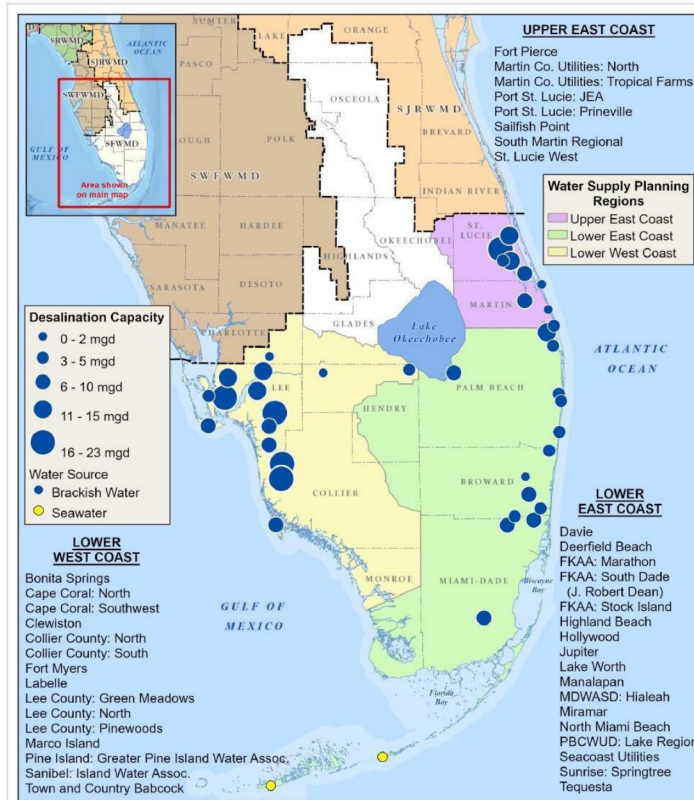 UPPER EAST COAST
Fort Pierce
Martin Co. Utilities: North
Martin Co. Utilities: Tropical Farms
Port St. Lucie: JEA
Port St. Lucie: Prineville
Sailfish Point
South Martin Regional
St. Lucie West
Water Supply Planning
Regions
Upper East Coast
Lower East Coast
Lower West Coast
SRWMD
SJRWMD
SWFWMD
SFWMD
ATLANTIC
OCEAN
GULF OF
MEXICO
Area shown
on main map
SUMTER
LAKE
ORANGE
PASCO
OSCEOLA
SJRWMD
BREVARD
OUGH
POLK
SWFWMD
INDIAN RIVER
MANATEE
HARDEE
OKEECHOBEE
ST.
LUCIE
HIGHLANDS
SARASOTA
DESOTO
MARTIN
CHARLOTTE
GLADES
Lake
Okeechobee
ATLANTIC
OCEAN
LEE
HENDRY
PALM BEACH
COLLIER
BROWARD
MONROE
MIAMI-DADE
Biscayne
Bay
GULF OF
MEXICO
Florida
Bay
Desalination Capacity
0 - 2 mgd
3 - 5 mgd
6 - 10 mgd
11 - 15 mgd
16 - 23 mgd
Water Source
Brackish Water
Seawater
LOWER
WEST COAST
Bonita Springs
Cape Coral: North
Cape Coral: Southwest
Clewiston
Collier County: North
Collier County: South
Fort Myers
Labelle
Lee County: Green Meadows
Lee County: North
Lee County: Pinewoods
Marco Island
Pine Island: Greater Pine Island Water Assoc.
Sanibel: Island Water Assoc.
Town and Country Babcock
LOWER
EAST COAST
Davie
Deerfield Beach
FKAA: Marathon
FKAA: South Dade
(J. Robert Dean)
FKAA: Stock Island
Highland Beach
Hollywood
Jupiter
Lake Worth
Manalapan
MDWASD: Hialeah
Miramar
North Miami Beach
PBCWUD: Lake Region
Seacoast Utilities
Sunrise: Springtree
Tequesta